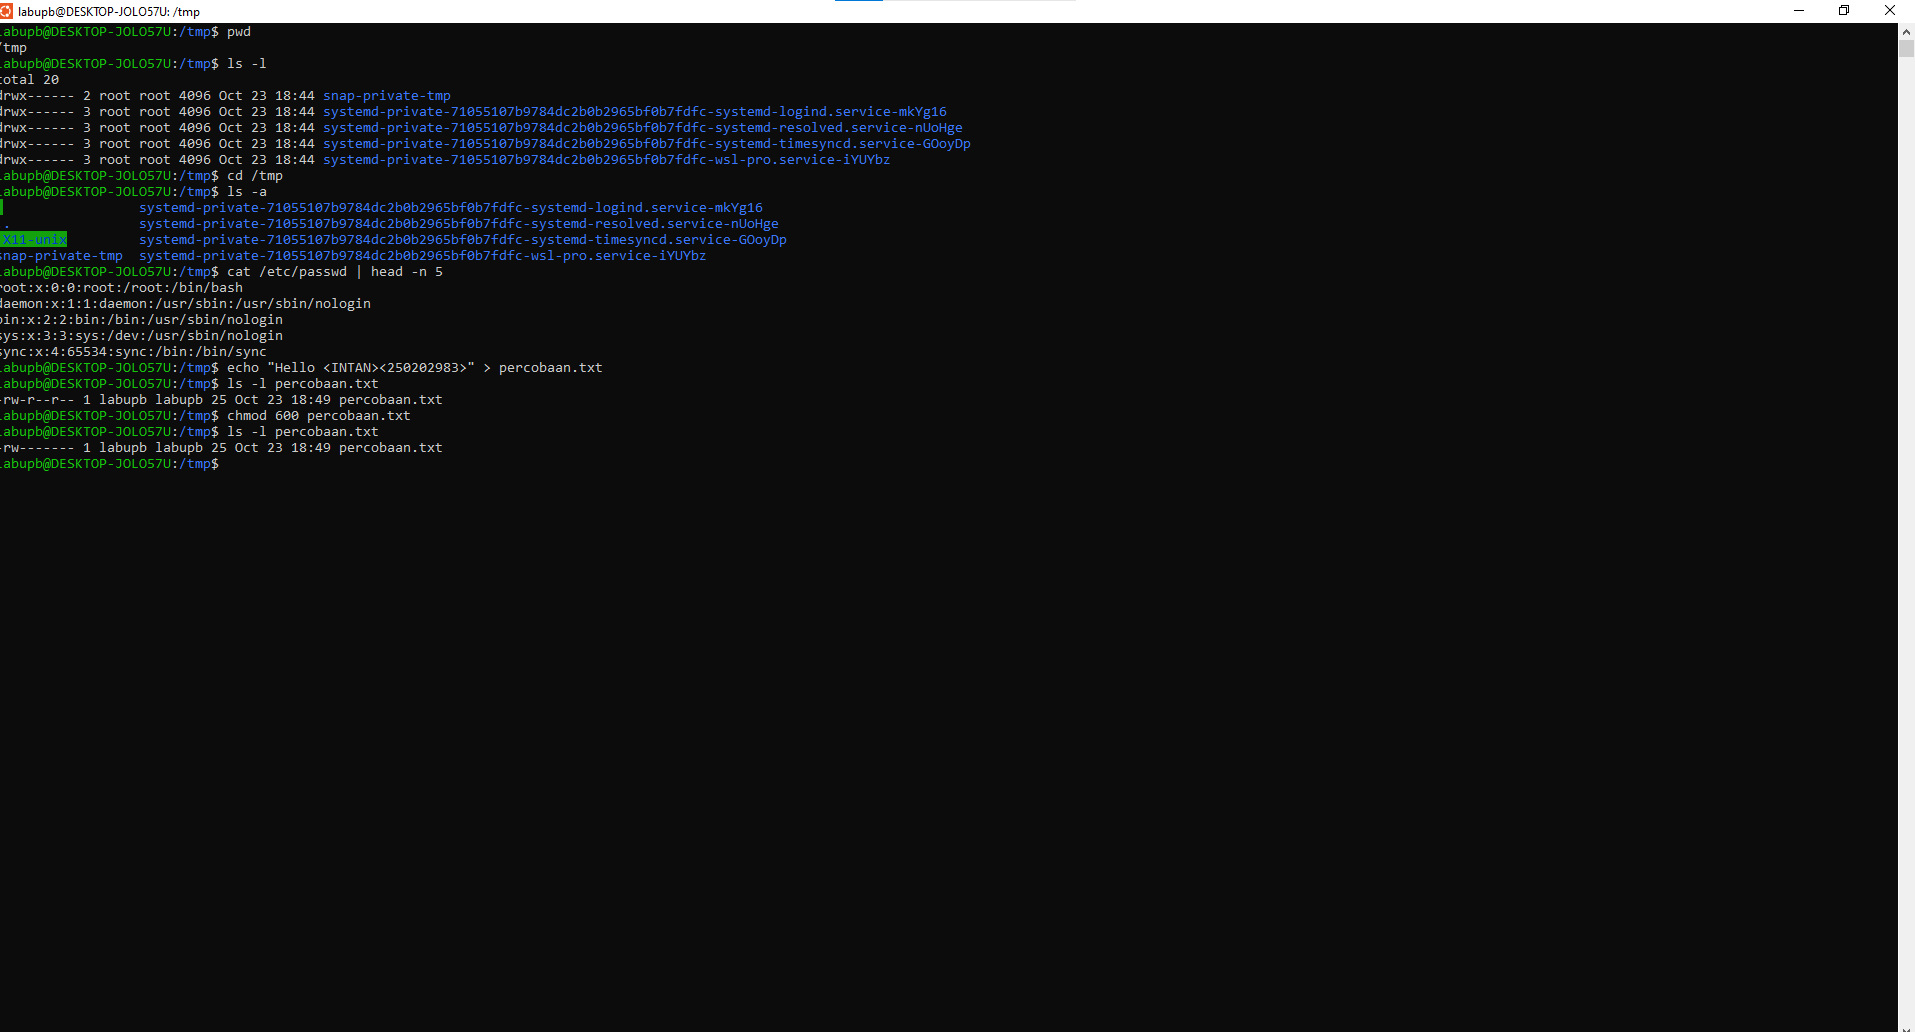 labupb@DESKTOP-JOLO57U: /tmp
labupb@DESKTOP-JOLO57U:/tmp$ pwd
/tmp
labupb@DESKTOP-JOLO57U:/tmp$ ls -l
total 20
drwx------ 2 root root 4096 Oct 23 18:44 snap-private-tmp
drwx------ 3 root root 4096 Oct 23 18:44 systemd-private-71055107b9784dc2b0b2965bf0b7fdfc-systemd-logind.service-mkYg16
drwx------ 3 root root 4096 Oct 23 18:44 systemd-private-71055107b9784dc2b0b2965bf0b7fdfc-systemd-resolved.service-nUoHge
drwx------ 3 root root 4096 Oct 23 18:44 systemd-private-71055107b9784dc2b0b2965bf0b7fdfc-systemd-timesyncd.service-GOoyDp
drwx------ 3 root root 4096 Oct 23 18:44 systemd-private-71055107b9784dc2b0b2965bf0b7fdfc-wsl-pro.service-iYUYbz
labupb@DESKTOP-JOLO57U:/tmp$ cd /tmp
labupb@DESKTOP-JOLO57U:/tmp$ ls -a
. systemd-private-71055107b9784dc2b0b2965bf0b7fdfc-systemd-logind.service-mkYg16
.. systemd-private-71055107b9784dc2b0b2965bf0b7fdfc-systemd-resolved.service-nUoHge
.X11-unix systemd-private-71055107b9784dc2b0b2965bf0b7fdfc-systemd-timesyncd.service-GOoyDp
snap-private-tmp systemd-private-71055107b9784dc2b0b2965bf0b7fdfc-wsl-pro.service-iYUYbz
labupb@DESKTOP-JOLO57U:/tmp$ cat /etc/passwd | head -n 5
root:x:0:0:root:/root:/bin/bash
daemon:x:1:1:daemon:/usr/sbin:/usr/sbin/nologin
bin:x:2:2:bin:/bin:/usr/sbin/nologin
sys:x:3:3:sys:/dev:/usr/sbin/nologin
sync:x:4:65534:sync:/bin:/bin/sync
labupb@DESKTOP-JOLO57U:/tmp$ echo "Hello <INTAN><250202983>" > percobaan.txt
labupb@DESKTOP-JOLO57U:/tmp$ ls -l percobaan.txt
-rw-r--r-- 1 labupb labupb 25 Oct 23 18:49 percobaan.txt
labupb@DESKTOP-JOLO57U:/tmp$ chmod 600 percobaan.txt
labupb@DESKTOP-JOLO57U:/tmp$ ls -l percobaan.txt
-rw------- 1 labupb labupb 25 Oct 23 18:49 percobaan.txt
labupb@DESKTOP-JOLO57U:/tmp$